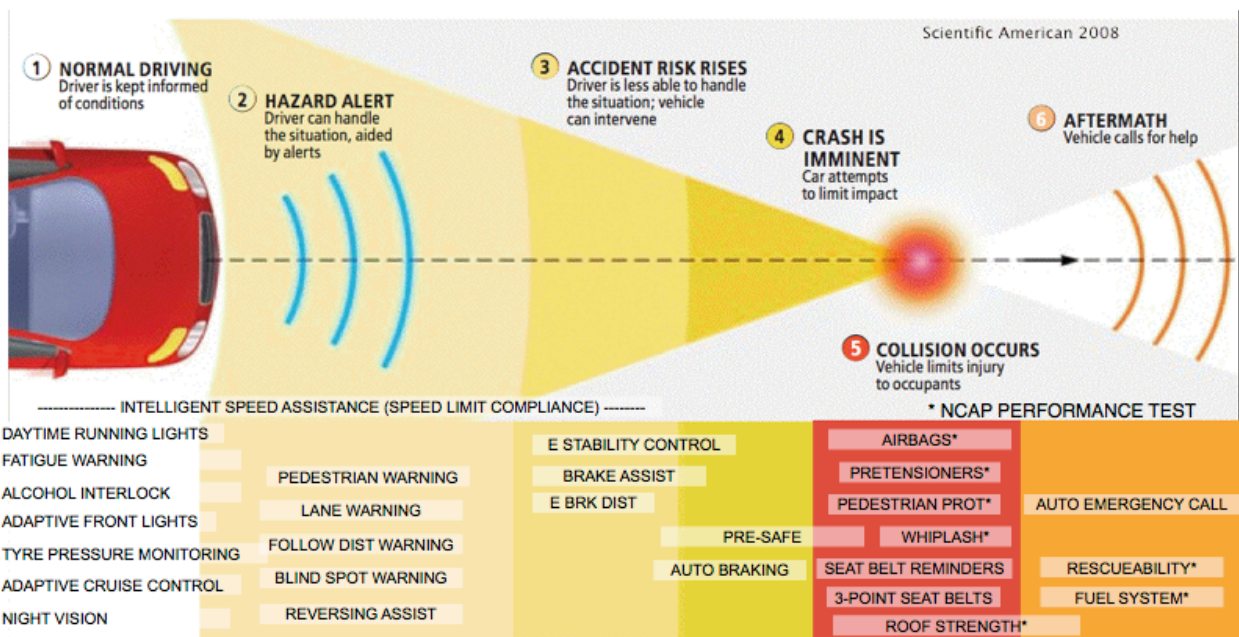 Scientific American 2008
1 NORMAL DRIVING
Driver is kept informed
of conditions
2 HAZARD ALERT
Driver can handle
the situation, aided
by alerts
3 ACCIDENT RISK RISES
Driver is less able to handle
the situation; vehicle
can intervene
4 CRASH IS
IMMINENT
Car attempts
to limit impact
5 COLLISION OCCURS
Vehicle limits injury
to occupants
6 AFTERMATH
Vehicle calls for help
---------------- INTELLIGENT SPEED ASSISTANCE (SPEED LIMIT COMPLIANCE) --------
* NCAP PERFORMANCE TEST
DAYTIME RUNNING LIGHTS
FATIGUE WARNING
ALCOHOL INTERLOCK
ADAPTIVE FRONT LIGHTS
TYRE PRESSURE MONITORING
ADAPTIVE CRUISE CONTROL
NIGHT VISION
PEDESTRIAN WARNING
LANE WARNING
FOLLOW DIST WARNING
BLIND SPOT WARNING
REVERSING ASSIST
E STABILITY CONTROL
BRAKE ASSIST
E BRK DIST
PRE-SAFE
AUTO BRAKING
AIRBAGS*
PRETENSIONERS*
PEDESTRIAN PROT*
WHIPLASH*
SEAT BELT REMINDERS
3-POINT SEAT BELTS
ROOF STRENGTH*
AUTO EMERGENCY CALL
RESCUEABILITY*
FUEL SYSTEM*